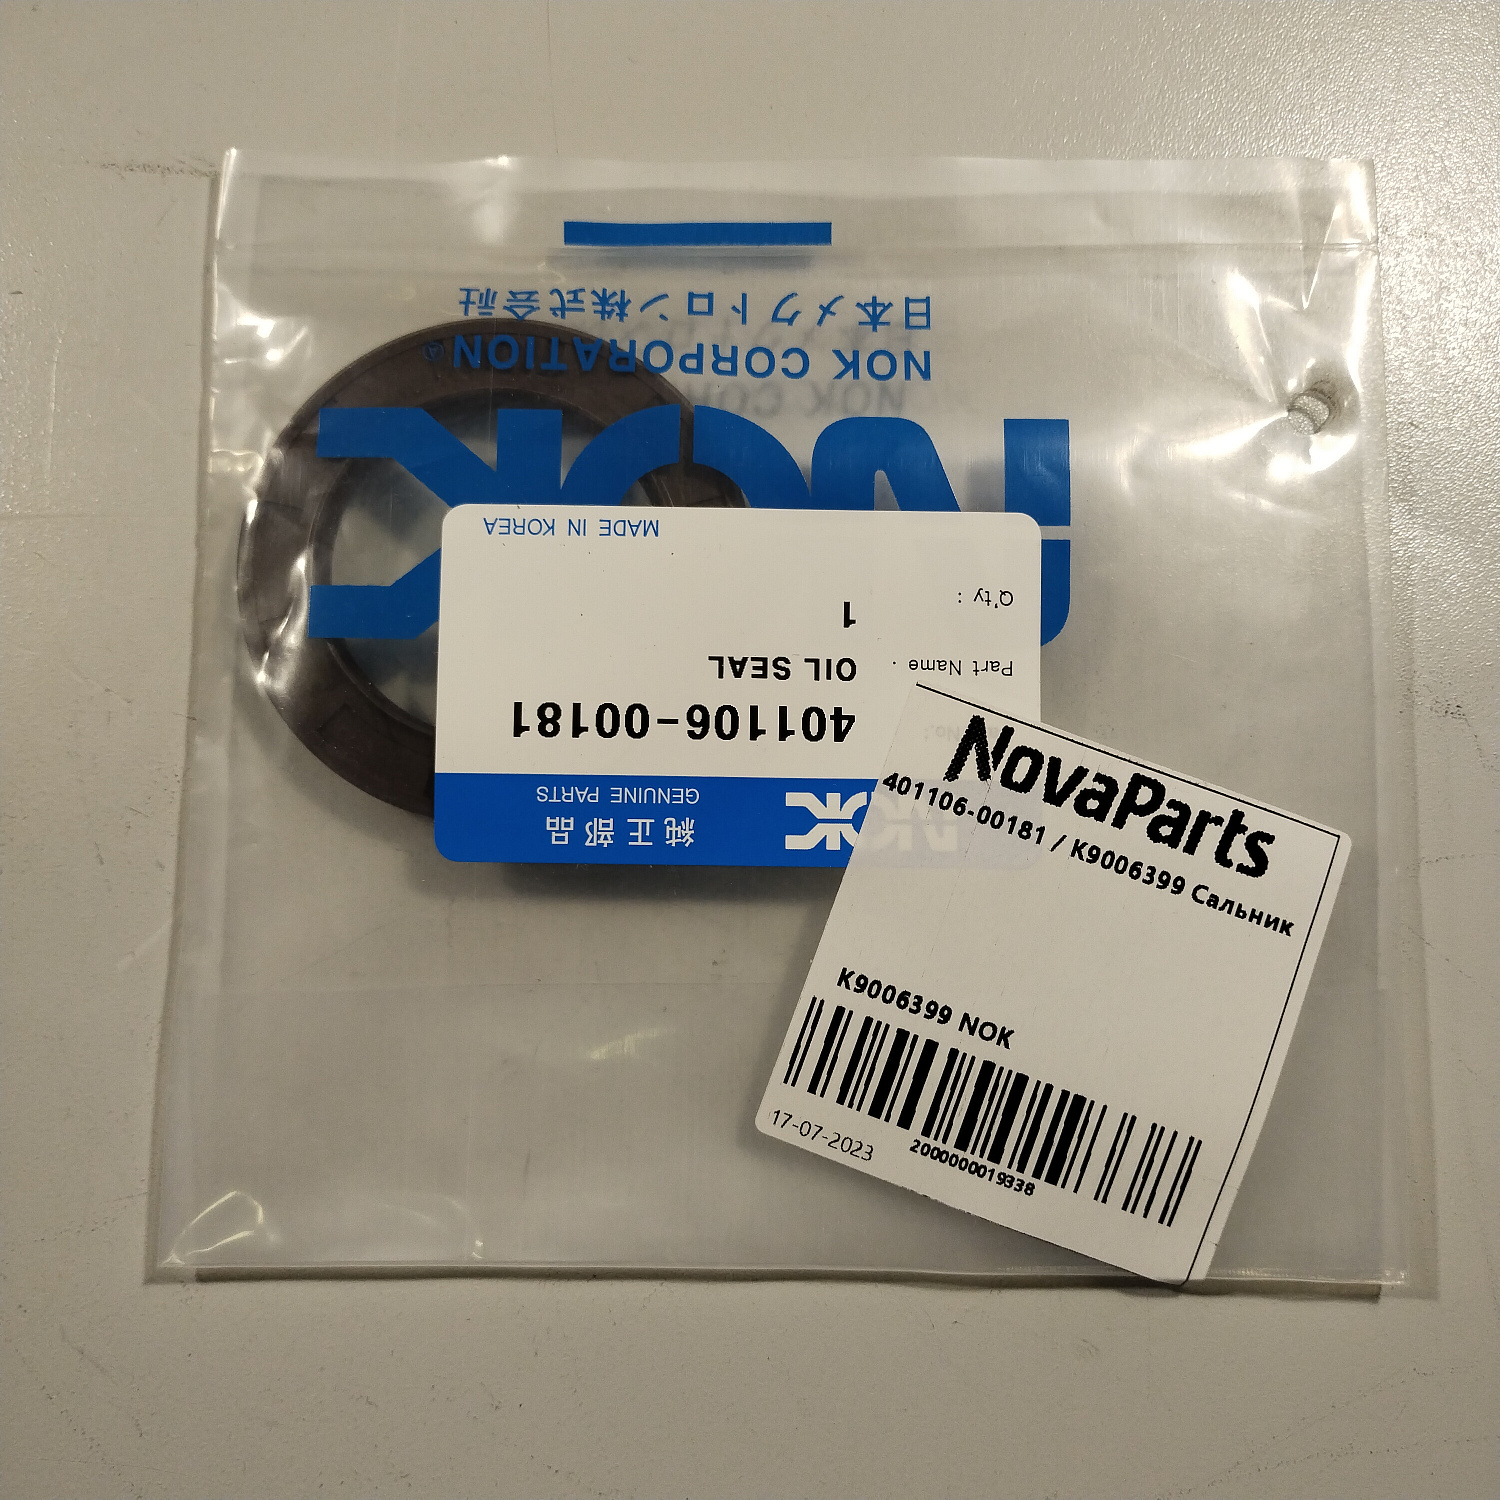 NOK
NOK CORPORATION
日本メクトロン株式会社
NOK 純正部品
GENUINE PARTS
401106-00181
Part Name : OIL SEAL
Q'ty : 1
MADE IN KOREA
NovaParts
401106-00181 / K9006399 Сальник
K9006399 NOK
17-07-2023
2000000019338